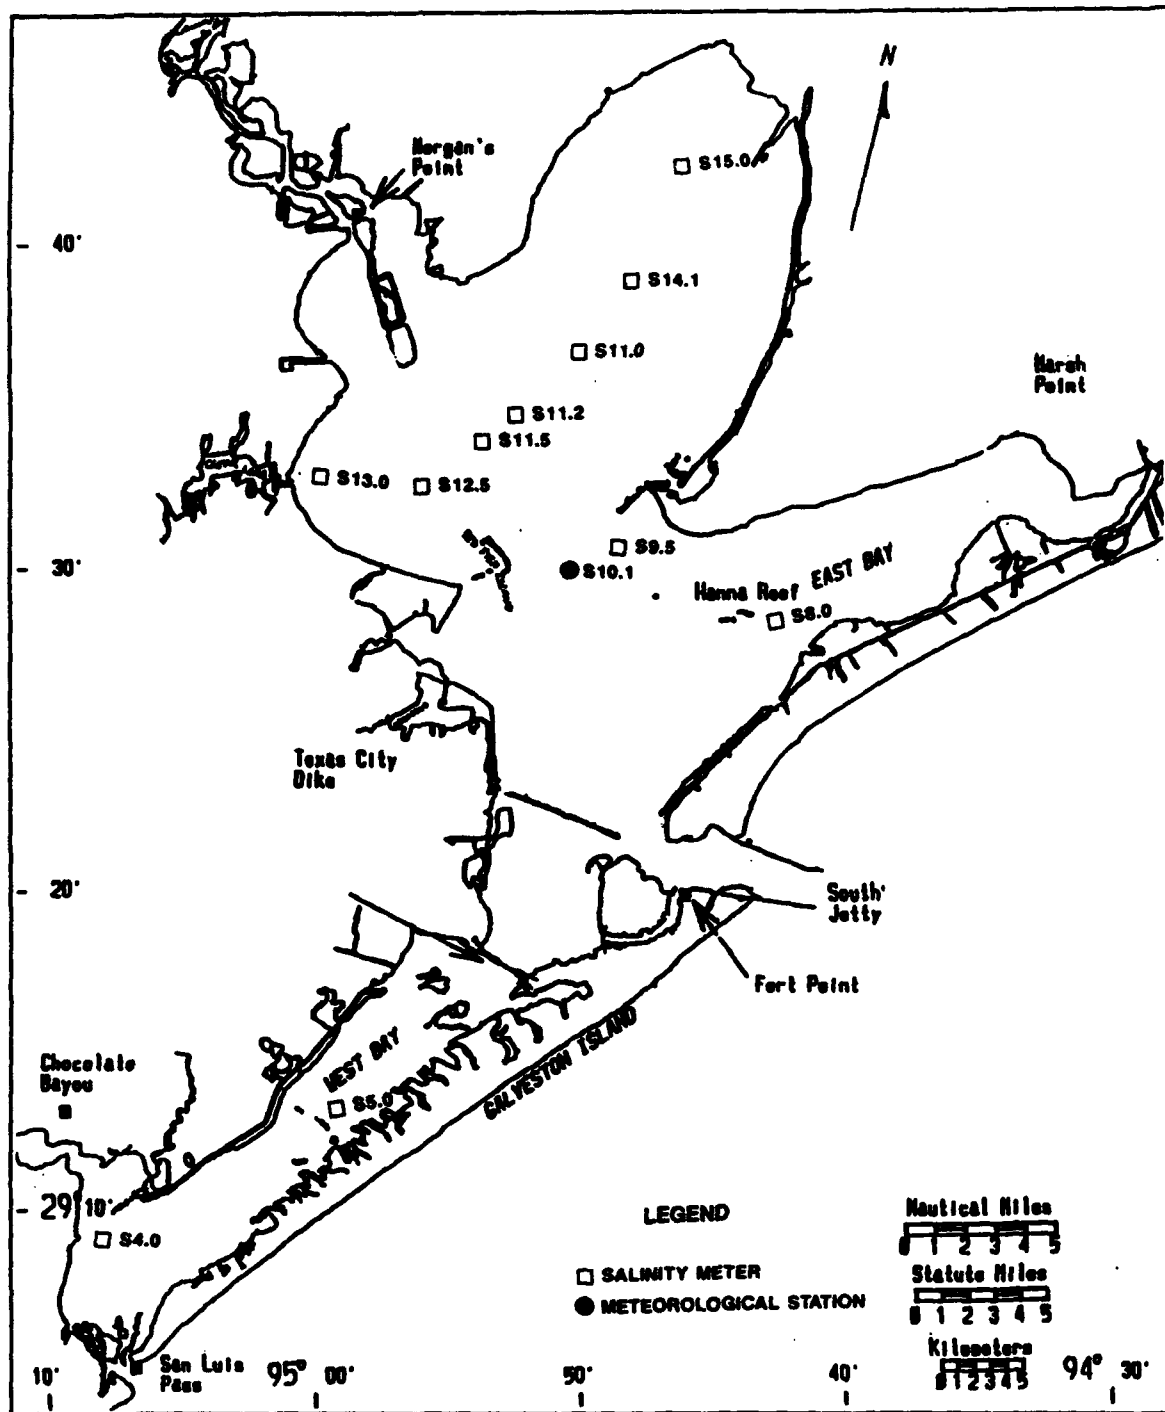 N
Morgan's
Point
S15.0
40'
S14.1
S11.0
Marsh
Point
S11.2
S11.5
S13.0
S12.5
S9.5
30'
S10.1
EAST BAY
Hanna Reef
S8.0
Texas City
Dike
20'
South
Jetty
Fort Point
GALVESTON ISLAND
WEST BAY
Chocolate
Bayou
S5.0
29° 10'
S4.0
LEGEND
SALINITY METER
METEOROLOGICAL STATION
Nautical Miles
0 1 2 3 4 5
Statute Miles
0 1 2 3 4 5
Kilometers
0 1 2 3 4 5
San Luis
Pass
10' 95° 00' 50' 40' 94° 30'